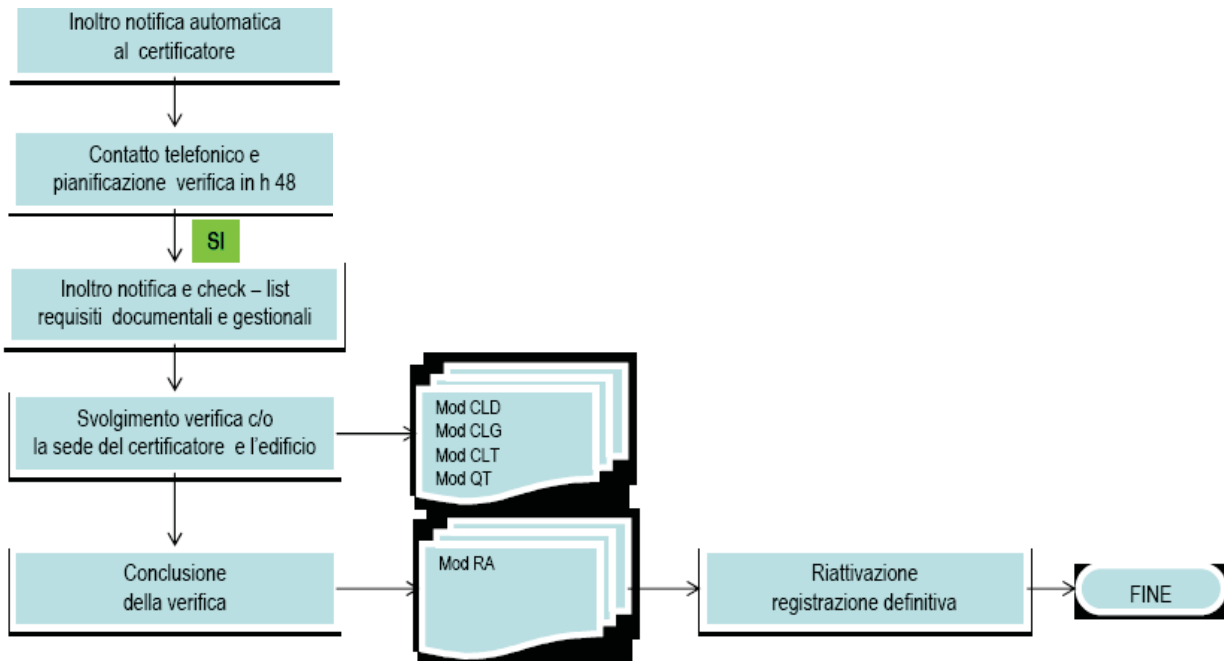 Inoltro notifica automatica
al certificatore
Contatto telefonico e
pianificazione verifica in h 48
SI
Inoltro notifica e check – list
requisiti documentali e gestionali
Svolgimento verifica c/o
la sede del certificatore e l'edificio
Mod CLD
Mod CLG
Mod CLT
Mod QT
Conclusione
della verifica
Mod RA
Riattivazione
registrazione definitiva
FINE